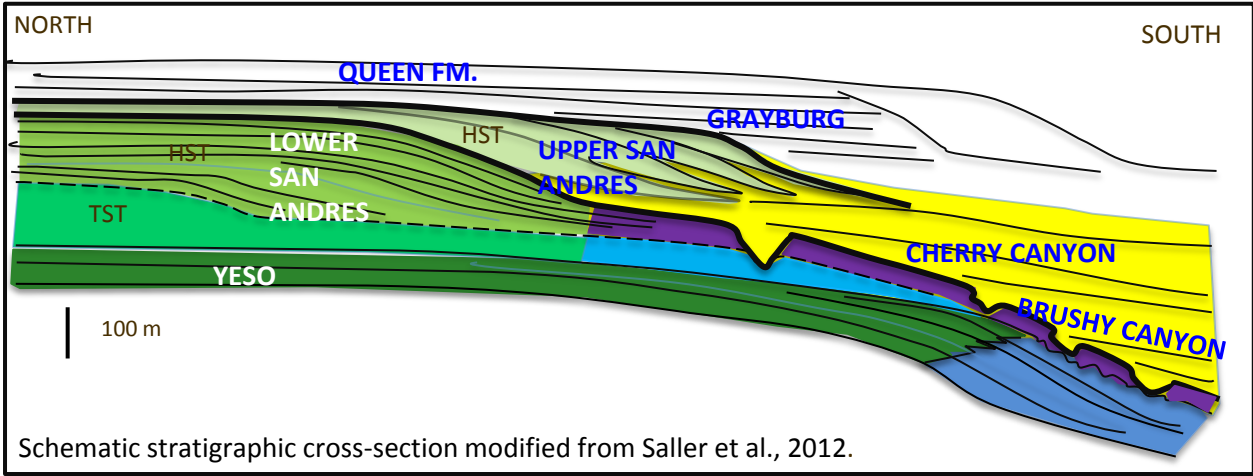 NORTH
SOUTH
QUEEN FM.
GRAYBURG
HST
LOWER
SAN
ANDRES
HST
UPPER SAN
ANDRES
TST
CHERRY CANYON
YESO
BRUSHY CANYON
100 m
Schematic stratigraphic cross-section modified from Saller et al., 2012.